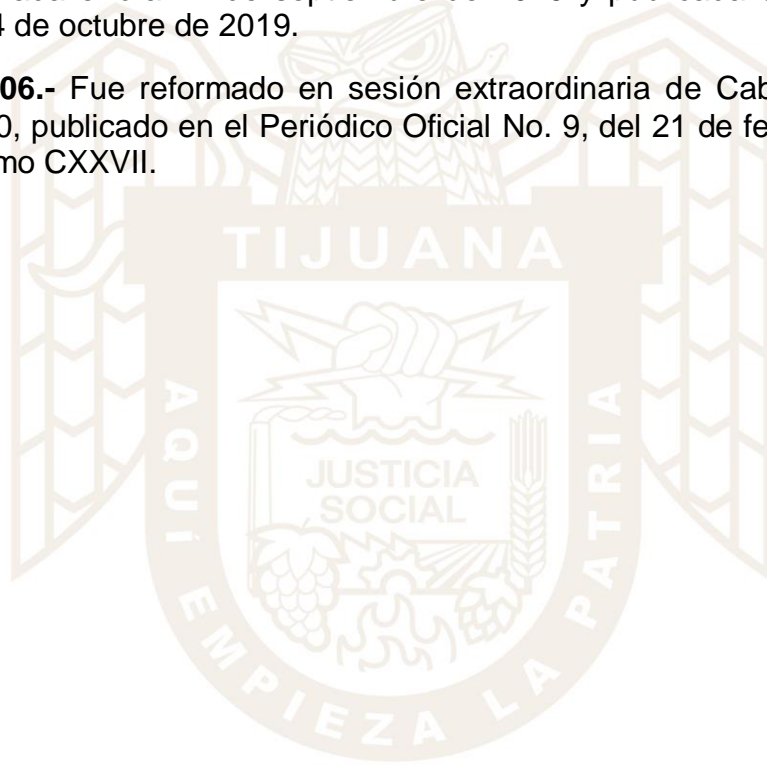 4 de octubre de 2019.
06.- Fue reformado en sesión extraordinaria de Cab
0, publicado en el Periódico Oficial No. 9, del 21 de fe
mo CXXVII.
TIJUANA
AQUÍ EMPIEZA LA PATRIA
JUSTICIA
SOCIAL